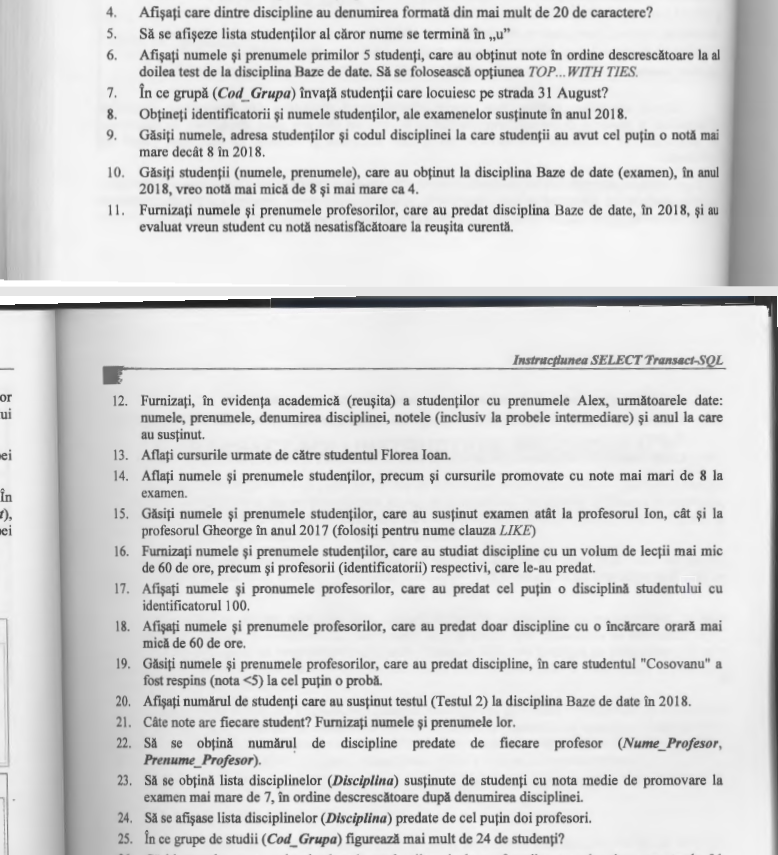 4. Afişaţi care dintre discipline au denumirea formată din mai mult de 20 de caractere?
5. Să se afişeze lista studenţilor al căror nume se termină în „u”
6. Afişaţi numele şi prenumele primilor 5 studenţi, care au obţinut note în ordine descrescătoare la al
doilea test de la disciplina Baze de date. Să se folosească opţiunea TOP...WITH TIES.
7. În ce grupă (Cod_Grupa) învaţă studenţii care locuiesc pe strada 31 August?
8. Obţineţi identificatorii şi numele studenţilor, ale examenelor susţinute în anul 2018.
9. Găsiţi numele, adresa studenţilor şi codul disciplinei la care studenţii au avut cel puţin o notă mai
mare decât 8 în 2018.
10. Găsiţi studenţii (numele, prenumele), care au obţinut la disciplina Baze de date (examen), în anul
2018, vreo notă mai mică de 8 şi mai mare ca 4.
11. Furnizaţi numele şi prenumele profesorilor, care au predat disciplina Baze de date, în 2018, şi au
evaluat vreun student cu notă nesatisfăcătoare la reuşita curentă.
Instrucţiunea SELECT Transact-SQL
12. Furnizaţi, în evidenţa academică (reuşita) a studenţilor cu prenumele Alex, următoarele date:
numele, prenumele, denumirea disciplinei, notele (inclusiv la probele intermediare) şi anul la care
au susţinut.
13. Aflaţi cursurile urmate de către studentul Florea Ioan.
14. Aflaţi numele şi prenumele studenţilor, precum şi cursurile promovate cu note mai mari de 8 la
examen.
15. Găsiţi numele şi prenumele studenţilor, care au susţinut examen atât la profesorul Ion, cât şi la
profesorul Gheorge în anul 2017 (folosiţi pentru nume clauza LIKE)
16. Furnizaţi numele şi prenumele studenţilor, care au studiat discipline cu un volum de lecţii mai mic
de 60 de ore, precum şi profesorii (identificatorii) respectivi, care le-au predat.
17. Afişaţi numele şi pronumele profesorilor, care au predat cel puţin o disciplină studentului cu
identificatorul 100.
18. Afişaţi numele şi prenumele profesorilor, care au predat doar discipline cu o încărcare orară mai
mică de 60 de ore.
19. Găsiţi numele şi prenumele profesorilor, care au predat discipline, în care studentul "Cosovanu" a
fost respins (nota <5) la cel puţin o probă.
20. Afişaţi numărul de studenţi care au susţinut testul (Testul 2) la disciplina Baze de date în 2018.
21. Câte note are fiecare student? Furnizaţi numele şi prenumele lor.
22. Să se obţină numărul de discipline predate de fiecare profesor (Nume_Profesor,
Prenume_Profesor).
23. Să se obţină lista disciplinelor (Disciplina) susţinute de studenţi cu nota medie de promovare la
examen mai mare de 7, în ordine descrescătoare după denumirea disciplinei.
24. Să se afişase lista disciplinelor (Disciplina) predate de cel puţin doi profesori.
25. În ce grupe de studii (Cod_Grupa) figurează mai mult de 24 de studenţi?